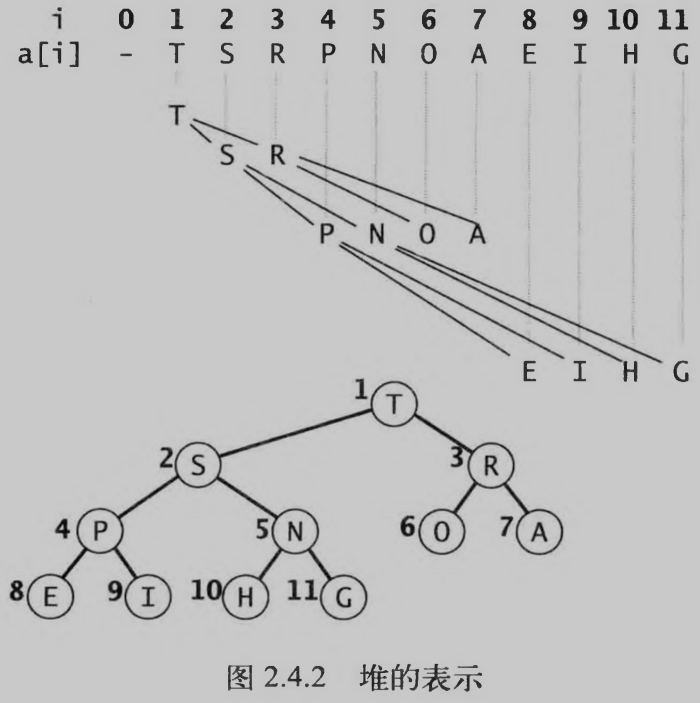 i 0 1 2 3 4 5 6 7 8 9 10 11
a[i] - T S R P N O A E I H G
T
S R
P N O A
E I H G
1 T
2 S 3 R
4 P 5 N 6 O 7 A
8 E 9 I 10 H 11 G
图 2.4.2 堆的表示